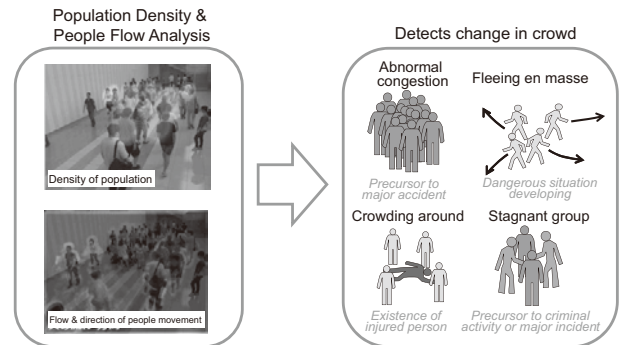 Population Density &
People Flow Analysis
Density of population
Flow & direction of people movement
Detects change in crowd
Abnormal
congestion
Precursor to
major accident
Fleeing en masse
Dangerous situation
developing
Crowding around
Existence of
injured person
Stagnant group
Precursor to criminal
activity or major incident